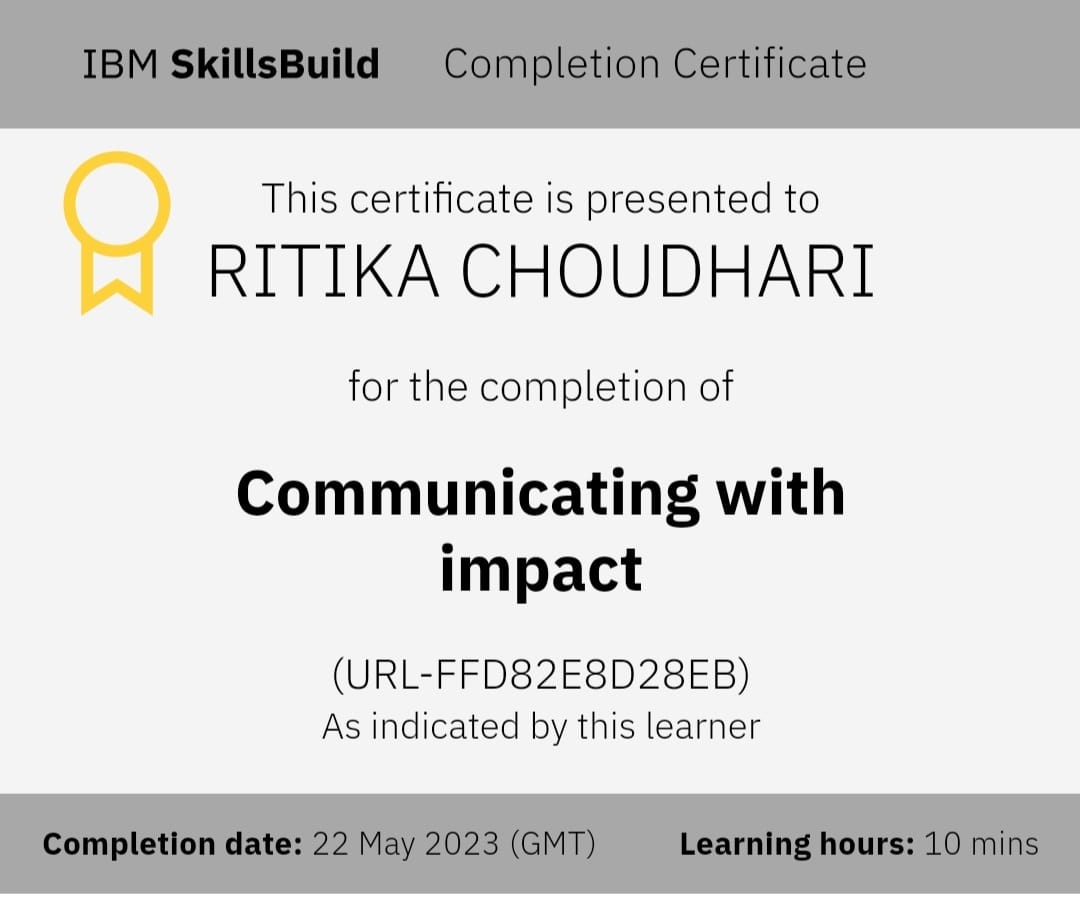 IBM SkillsBuild Completion Certificate
This certificate is presented to
RITIKA CHOUDHARI
for the completion of
Communicating with
impact
(URL-FFD82E8D28EB)
As indicated by this learner
Completion date: 22 May 2023 (GMT) Learning hours: 10 mins